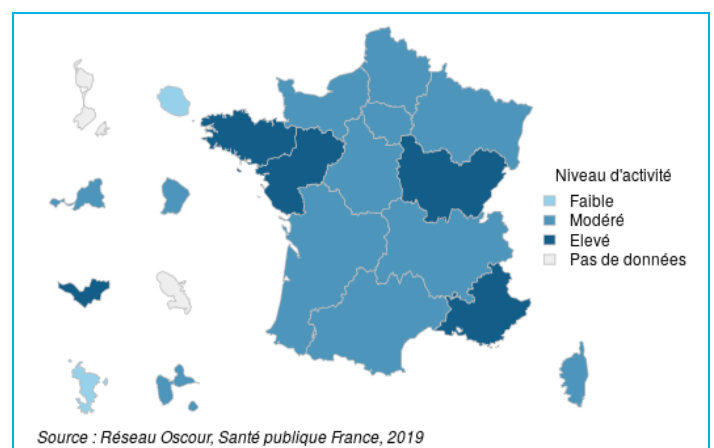 Niveau d'activité
Faible
Modéré
Elevé
Pas de données
Source : Réseau Oscour, Santé publique France, 2019